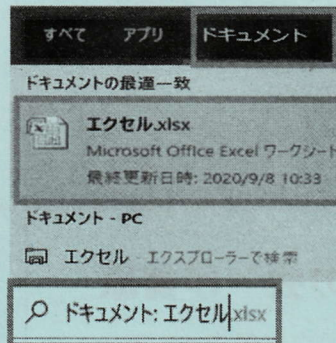 すべて アプリ ドキュメント
ドキュメントの最適一致
エクセル.xlsx
Microsoft Office Excel ワークシート
最終更新日時: 2020/9/8 10:33
ドキュメント - PC
エクセル - エクスプローラーで検索
ドキュメント: エクセル.xlsx